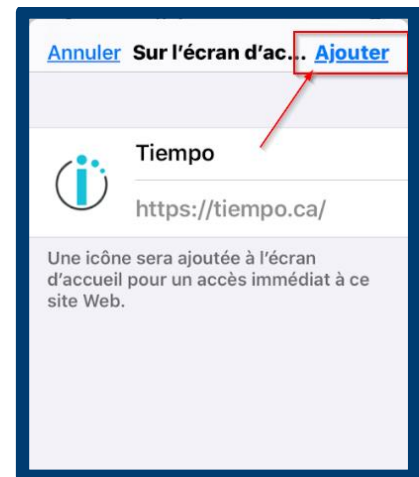 Annuler Sur l’écran d’ac... Ajouter
Tiempo
https://tiempo.ca/
Une icône sera ajoutée à l’écran
d’accueil pour un accès immédiat à ce
site Web.